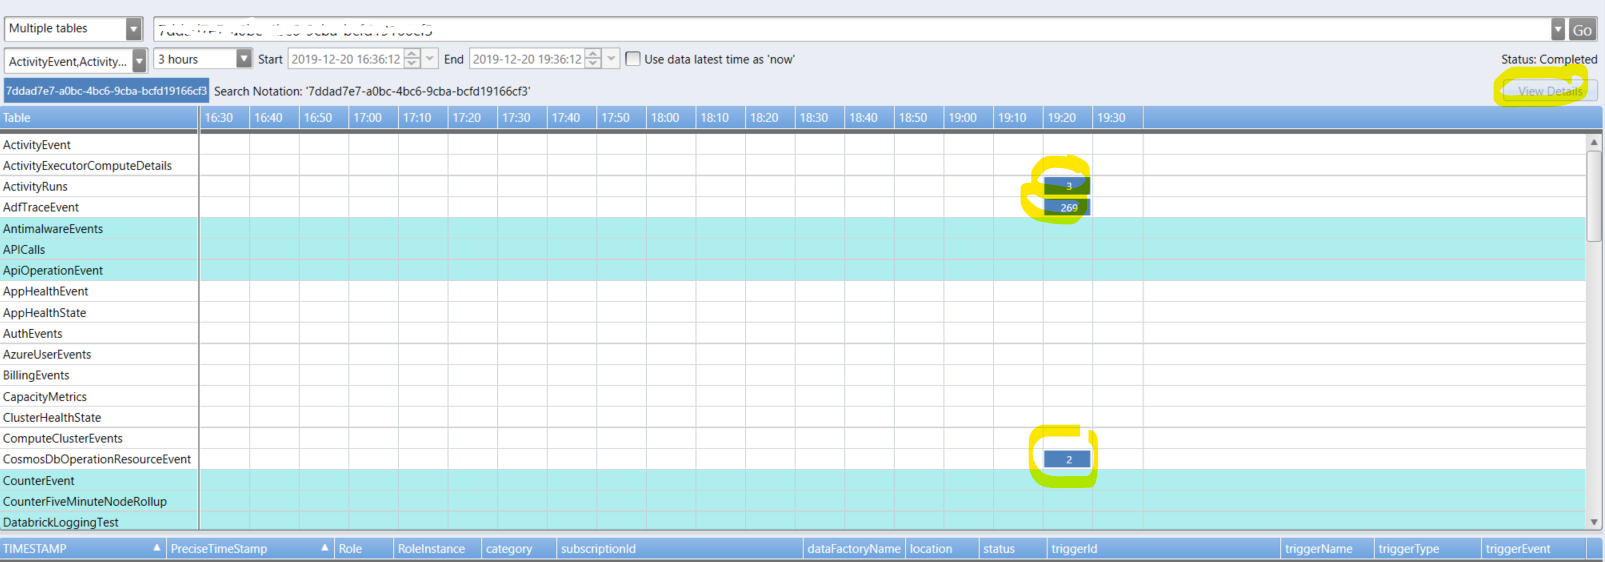 Multiple tables Go
ActivityEvent,Activity... 3 hours Start 2019-12-20 16:36:12 End 2019-12-20 19:36:12 Use data latest time as 'now' Status: Completed
7ddad7e7-a0bc-4bc6-9cba-bcfd19166cf3 Search Notation: '7ddad7e7-a0bc-4bc6-9cba-bcfd19166cf3' View Details
Table 16:30 16:40 16:50 17:00 17:10 17:20 17:30 17:40 17:50 18:00 18:10 18:20 18:30 18:40 18:50 19:00 19:10 19:20 19:30
ActivityEvent
ActivityExecutorComputeDetails
ActivityRuns 3
AdfTraceEvent 269
AntimalwareEvents
APICalls
ApiOperationEvent
AppHealthEvent
AppHealthState
AuthEvents
AzureUserEvents
BillingEvents
CapacityMetrics
ClusterHealthState
ComputeClusterEvents
CosmosDbOperationResourceEvent 2
CounterEvent
CounterFiveMinuteNodeRollup
DatabrickLoggingTest
TIMESTAMP PreciseTimeStamp Role RoleInstance category subscriptionId dataFactoryName location status triggerId triggerName triggerType triggerEvent